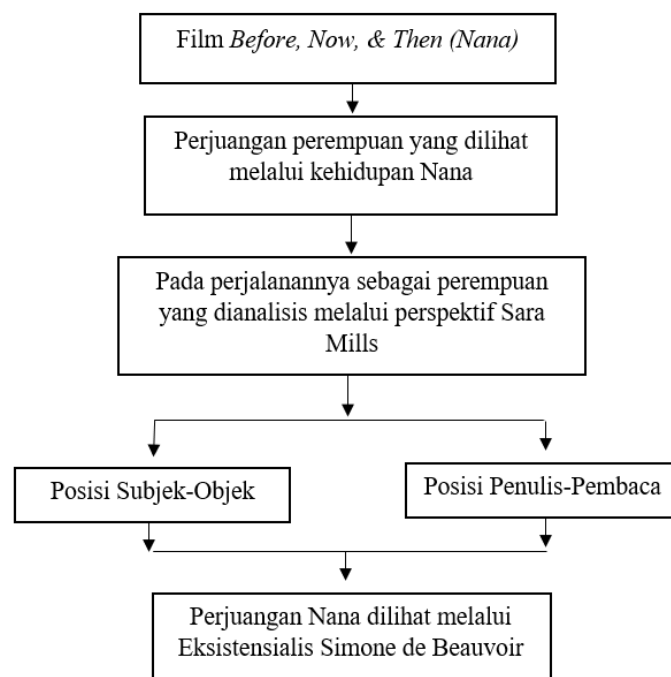 Film Before, Now, & Then (Nana)
Perjuangan perempuan yang dilihat
melalui kehidupan Nana
Pada perjalanannya sebagai perempuan
yang dianalisis melalui perspektif Sara
Mills
Posisi Subjek-Objek
Posisi Penulis-Pembaca
Perjuangan Nana dilihat melalui
Eksistensialis Simone de Beauvoir